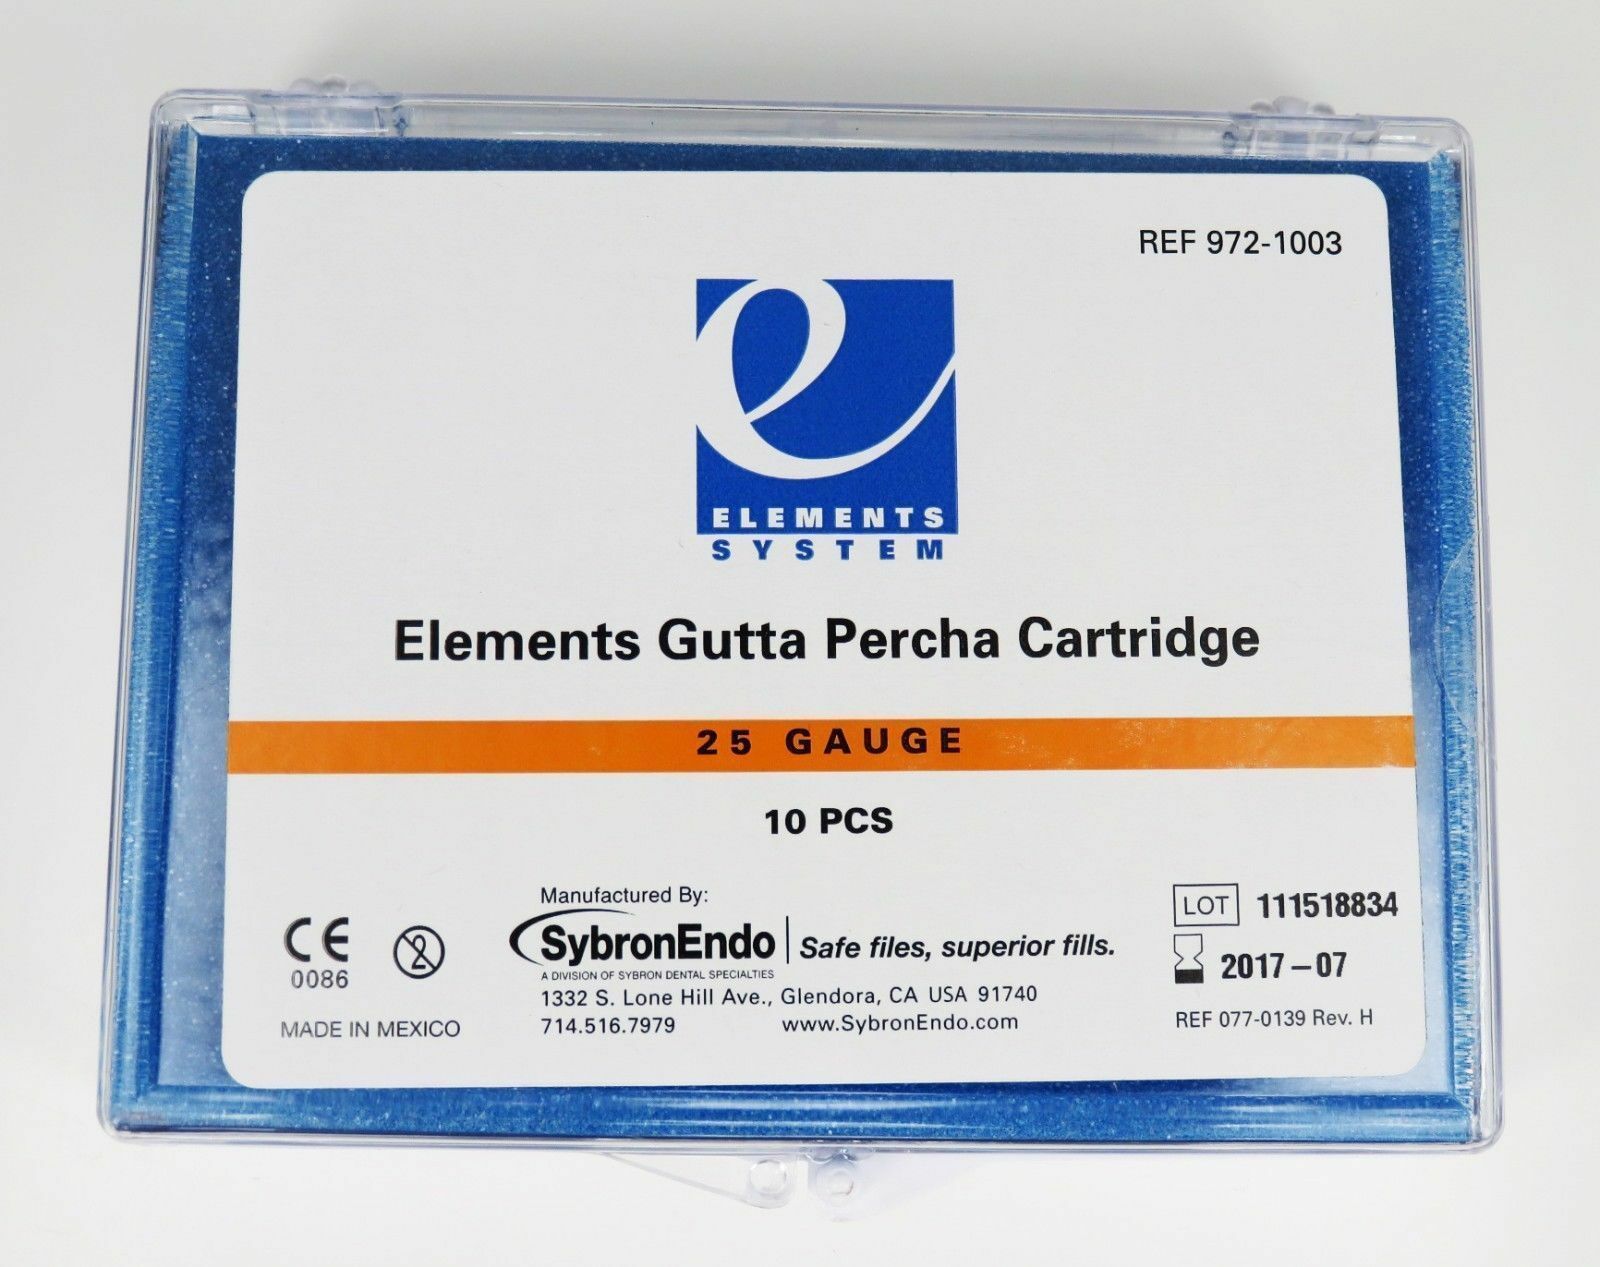 REF 972-1003
ELEMENTS
SYSTEM
Elements Gutta Percha Cartridge
25 GAUGE
10 PCS
CE
0086
2
MADE IN MEXICO
Manufactured By:
SybronEndo | Safe files, superior fills.
A DIVISION OF SYBRON DENTAL SPECIALTIES
1332 S. Lone Hill Ave., Glendora, CA USA 91740
714.516.7979 www.SybronEndo.com
LOT 111518834
2017-07
REF 077-0139 Rev. H